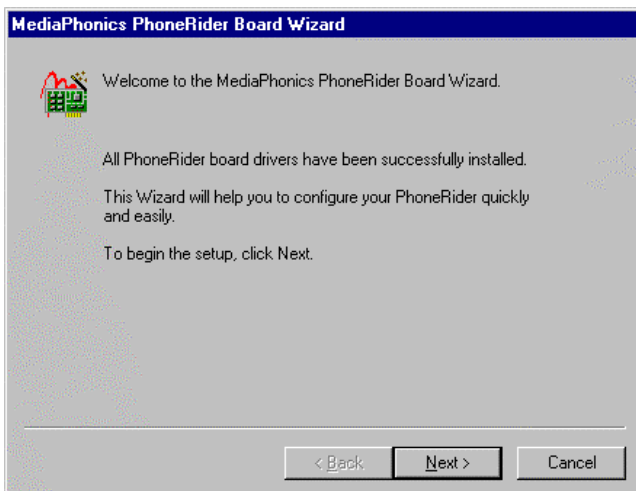 MediaPhonics PhoneRider Board Wizard
Welcome to the MediaPhonics PhoneRider Board Wizard.
All PhoneRider board drivers have been successfully installed.
This Wizard will help you to configure your PhoneRider quickly
and easily.
To begin the setup, click Next.
< Back
Next >
Cancel